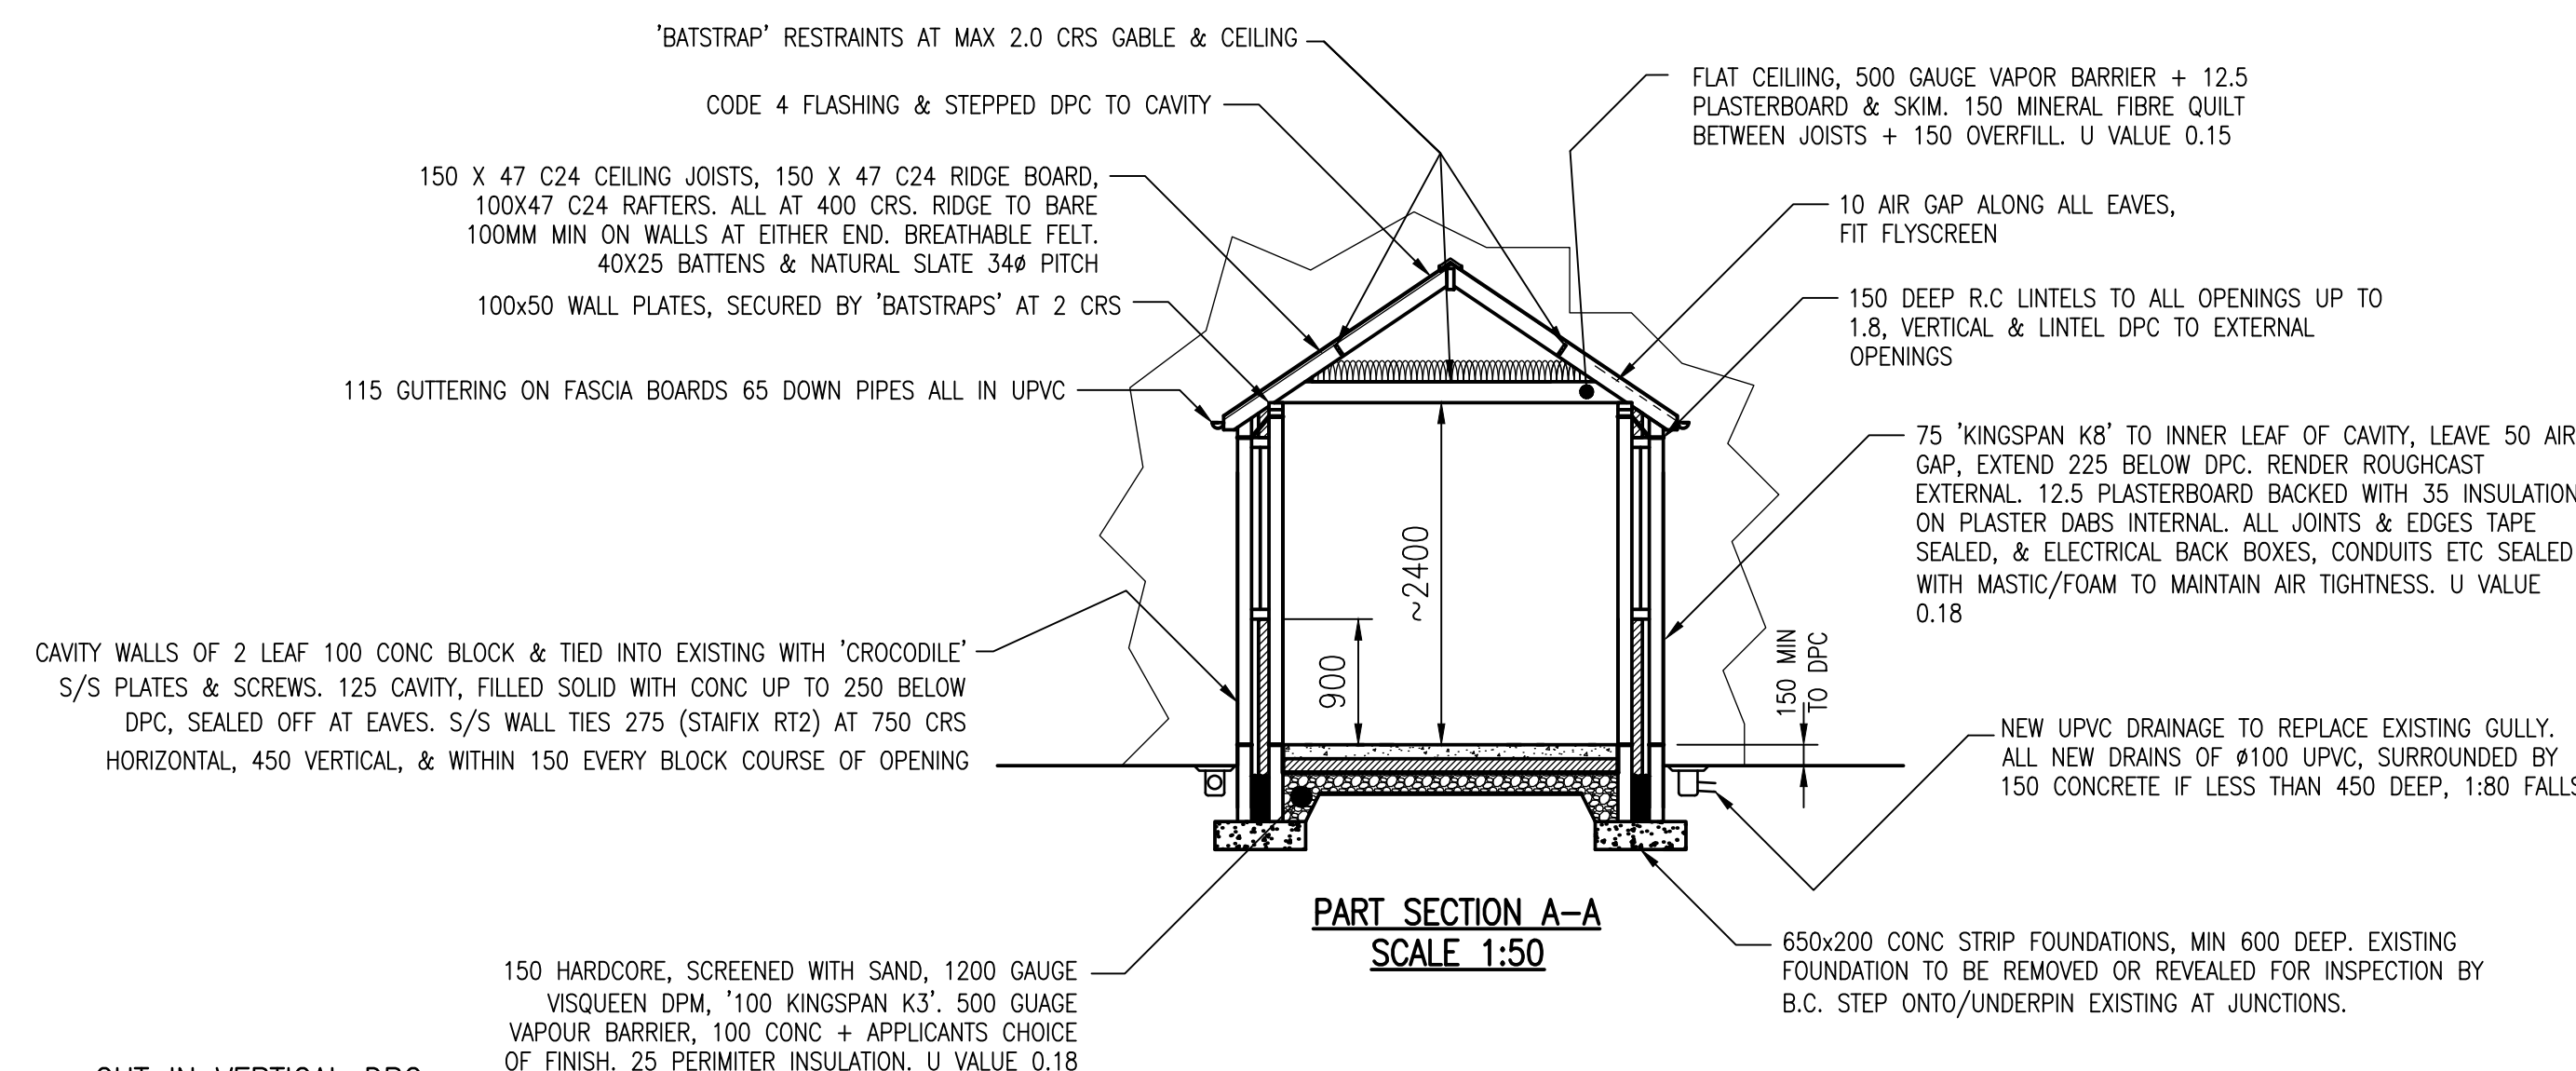 'BATSTRAP' RESTRAINTS AT MAX 2.0 CRS GABLE & CEILING
CODE 4 FLASHING & STEPPED DPC TO CAVITY
150 X 47 C24 CEILING JOISTS, 150 X 47 C24 RIDGE BOARD,
100X47 C24 RAFTERS. ALL AT 400 CRS. RIDGE TO BARE
100MM MIN ON WALLS AT EITHER END. BREATHABLE FELT.
40X25 BATTENS & NATURAL SLATE 34ø PITCH
100x50 WALL PLATES, SECURED BY 'BATSTRAPS' AT 2 CRS
115 GUTTERING ON FASCIA BOARDS 65 DOWN PIPES ALL IN UPVC
CAVITY WALLS OF 2 LEAF 100 CONC BLOCK & TIED INTO EXISTING WITH 'CROCODILE'
S/S PLATES & SCREWS. 125 CAVITY, FILLED SOLID WITH CONC UP TO 250 BELOW
DPC, SEALED OFF AT EAVES. S/S WALL TIES 275 (STAIFIX RT2) AT 750 CRS
HORIZONTAL, 450 VERTICAL, & WITHIN 150 EVERY BLOCK COURSE OF OPENING
150 HARDCORE, SCREENED WITH SAND, 1200 GAUGE
VISQUEEN DPM, '100 KINGSPAN K3'. 500 GUAGE
VAPOUR BARRIER, 100 CONC + APPLICANTS CHOICE
OF FINISH. 25 PERIMITER INSULATION. U VALUE 0.18
FLAT CEILIING, 500 GAUGE VAPOR BARRIER + 12.5
PLASTERBOARD & SKIM. 150 MINERAL FIBRE QUILT
BETWEEN JOISTS + 150 OVERFILL. U VALUE 0.15
10 AIR GAP ALONG ALL EAVES,
FIT FLYSCREEN
150 DEEP R.C LINTELS TO ALL OPENINGS UP TO
1.8, VERTICAL & LINTEL DPC TO EXTERNAL
OPENINGS
75 'KINGSPAN K8' TO INNER LEAF OF CAVITY, LEAVE 50 AIR
GAP, EXTEND 225 BELOW DPC. RENDER ROUGHCAST
EXTERNAL. 12.5 PLASTERBOARD BACKED WITH 35 INSULATION
ON PLASTER DABS INTERNAL. ALL JOINTS & EDGES TAPE
SEALED, & ELECTRICAL BACK BOXES, CONDUITS ETC SEALED
WITH MASTIC/FOAM TO MAINTAIN AIR TIGHTNESS. U VALUE
0.18
~2400
900
150 MIN
TO DPC
NEW UPVC DRAINAGE TO REPLACE EXISTING GULLY.
ALL NEW DRAINS OF ø100 UPVC, SURROUNDED BY
150 CONCRETE IF LESS THAN 450 DEEP, 1:80 FALLS
650x200 CONC STRIP FOUNDATIONS, MIN 600 DEEP. EXISTING
FOUNDATION TO BE REMOVED OR REVEALED FOR INSPECTION BY
B.C. STEP ONTO/UNDERPIN EXISTING AT JUNCTIONS.
PART SECTION A-A
SCALE 1:50